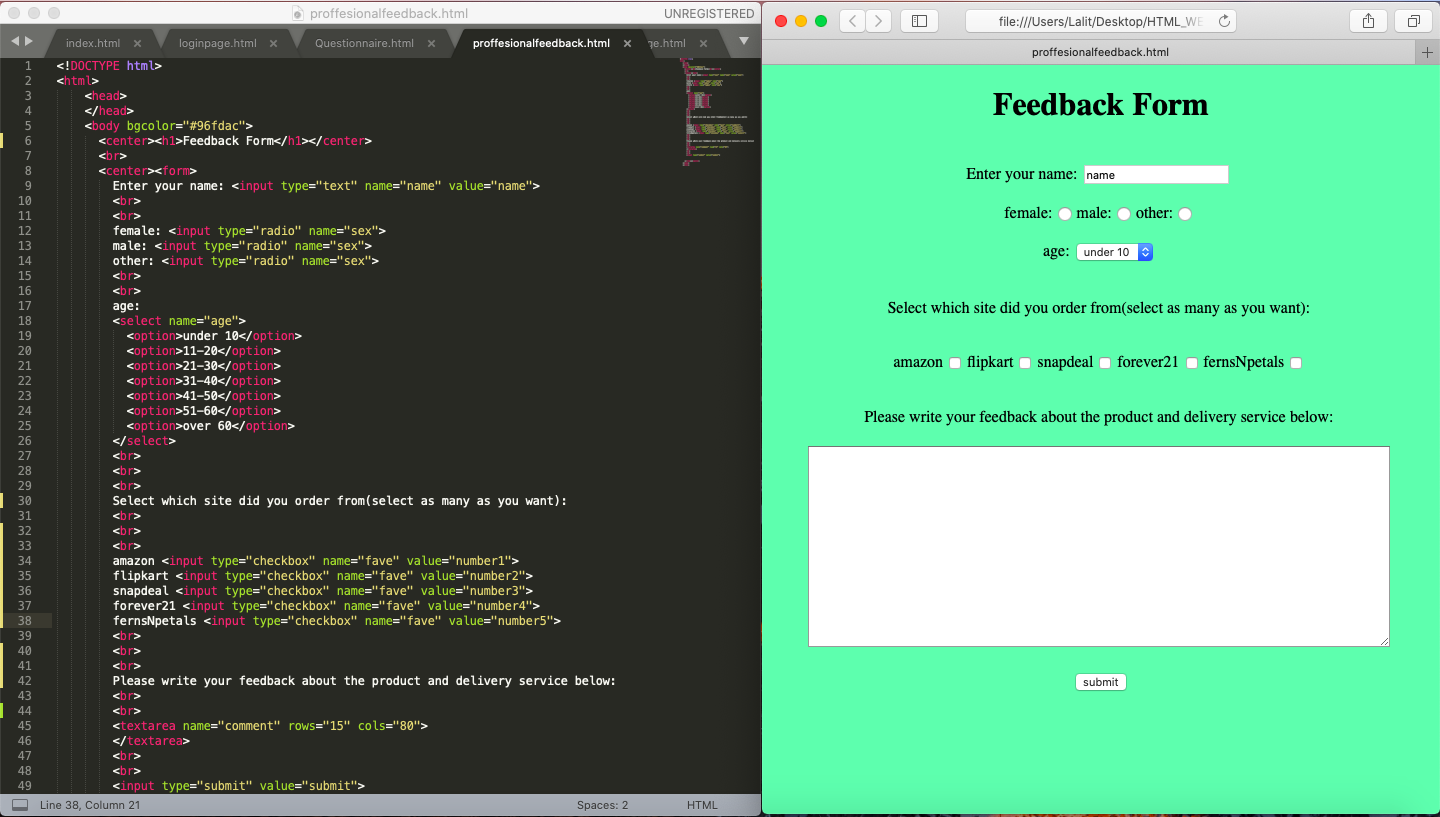 proffesionalfeedback.html
UNREGISTERED
index.html
loginpage.html
Questionnaire.html
proffesionalfeedback.html
ge.html
1 <!DOCTYPE html>
2 <html>
3 <head>
4 </head>
5 <body bgcolor="#96fdac">
6 <center><h1>Feedback Form</h1></center>
7 <br>
8 <center><form>
9 Enter your name: <input type="text" name="name" value="name">
10 <br>
11 <br>
12 female: <input type="radio" name="sex">
13 male: <input type="radio" name="sex">
14 other: <input type="radio" name="sex">
15 <br>
16 <br>
17 age:
18 <select name="age">
19 <option>under 10</option>
20 <option>11-20</option>
21 <option>21-30</option>
22 <option>31-40</option>
23 <option>41-50</option>
24 <option>51-60</option>
25 <option>over 60</option>
26 </select>
27 <br>
28 <br>
29 <br>
30 Select which site did you order from(select as many as you want):
31 <br>
32 <br>
33 <br>
34 amazon <input type="checkbox" name="fave" value="number1">
35 flipkart <input type="checkbox" name="fave" value="number2">
36 snapdeal <input type="checkbox" name="fave" value="number3">
37 forever21 <input type="checkbox" name="fave" value="number4">
38 fernsNpetals <input type="checkbox" name="fave" value="number5">
39 <br>
40 <br>
41 <br>
42 Please write your feedback about the product and delivery service below:
43 <br>
44 <br>
45 <textarea name="comment" rows="15" cols="80">
46 </textarea>
47 <br>
48 <br>
49 <input type="submit" value="submit">
Line 38, Column 21
Spaces: 2
HTML
file:///Users/Lalit/Desktop/HTML_WE
proffesionalfeedback.html
Feedback Form
Enter your name: name
female: male: other:
age: under 10
Select which site did you order from(select as many as you want):
amazon flipkart snapdeal forever21 fernsNpetals
Please write your feedback about the product and delivery service below:
submit